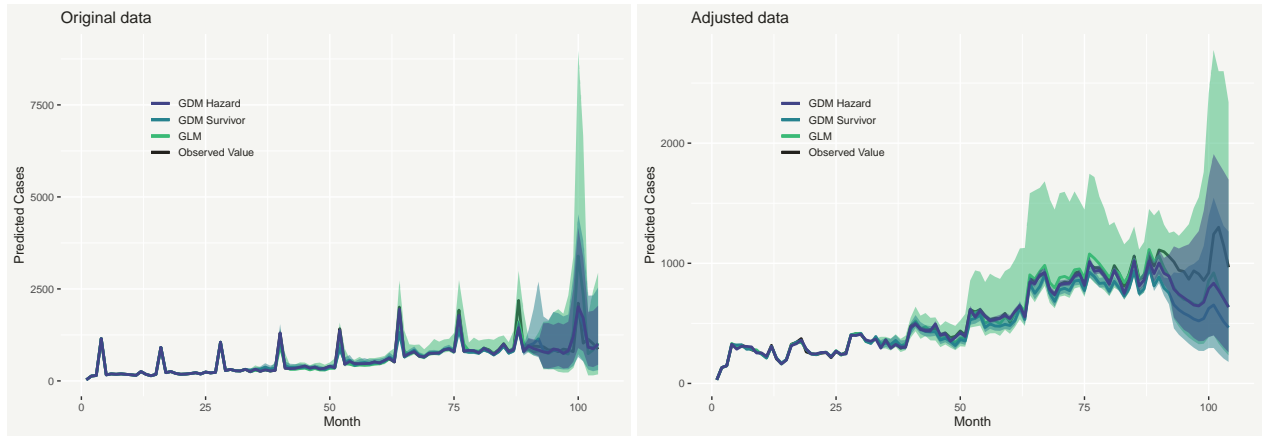 Original data
Predicted Cases
7500
5000
2500
0
GDM Hazard
GDM Survivor
GLM
Observed Value
0
25
50
75
100
Month
Adjusted data
Predicted Cases
2000
1000
0
GDM Hazard
GDM Survivor
GLM
Observed Value
0
25
50
75
100
Month